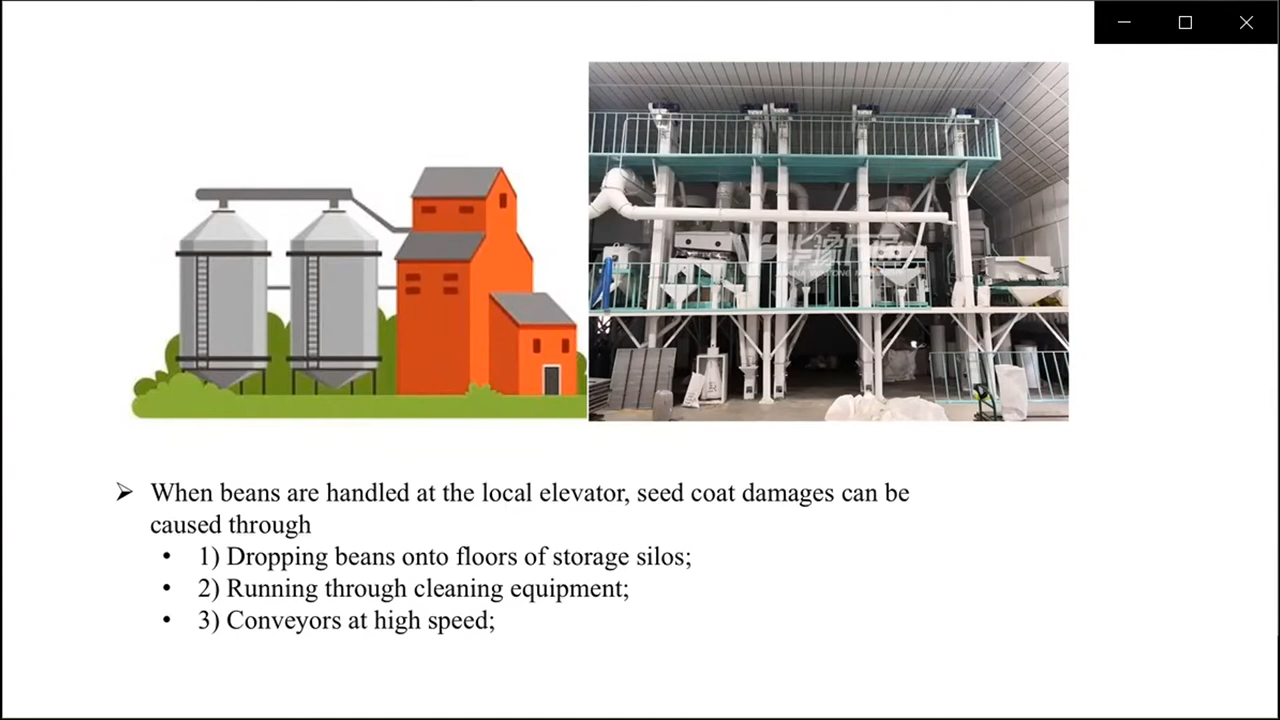 When beans are handled at the local elevator, seed coat damages can be
caused through
1) Dropping beans onto floors of storage silos;
2) Running through cleaning equipment;
3) Conveyors at high speed;